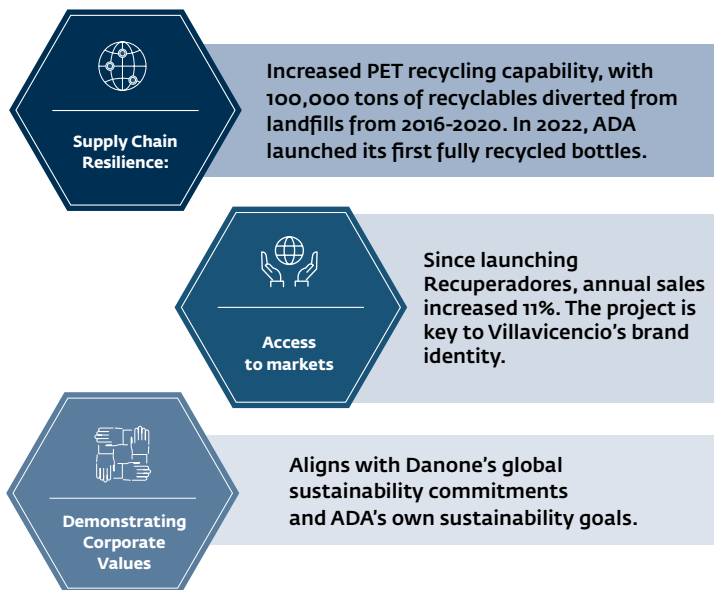 Supply Chain
Resilience:
Increased PET recycling capability, with
100,000 tons of recyclables diverted from
landfills from 2016-2020. In 2022, ADA
launched its first fully recycled bottles.
Access
to markets
Since launching
Recuperadores, annual sales
increased 11%. The project is
key to Villavicencio’s brand
identity.
Demonstrating
Corporate
Values
Aligns with Danone’s global
sustainability commitments
and ADA’s own sustainability goals.